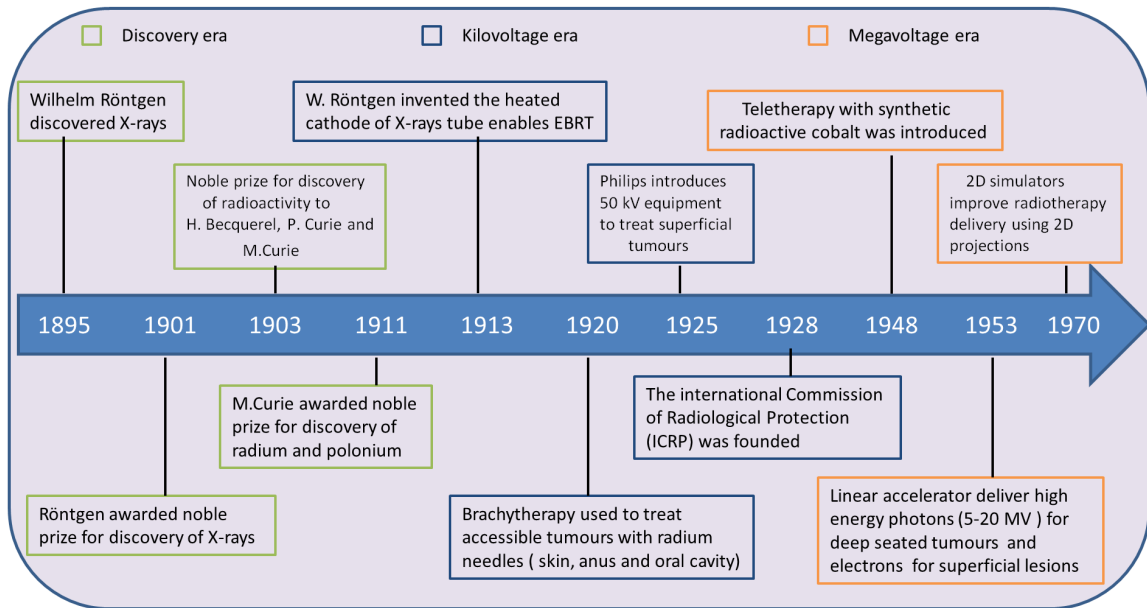 Discovery era
Kilovoltage era
Megavoltage era
Wilhelm Röntgen
discovered X-rays
W. Röntgen invented the heated
cathode of X-rays tube enables EBRT
Teletherapy with synthetic
radioactive cobalt was introduced
Noble prize for discovery
of radioactivity to
H. Becquerel, P. Curie and
M.Curie
Philips introduces
50 kV equipment
to treat superficial
tumours
2D simulators
improve radiotherapy
delivery using 2D
projections
1895
1901
1903
1911
1913
1920
1925
1928
1948
1953
1970
M.Curie awarded noble
prize for discovery of
radium and polonium
The international Commission
of Radiological Protection
(ICRP) was founded
Röntgen awarded noble
prize for discovery of X-rays
Brachytherapy used to treat
accessible tumours with radium
needles ( skin, anus and oral cavity)
Linear accelerator deliver high
energy photons (5-20 MV ) for
deep seated tumours and
electrons for superficial lesions